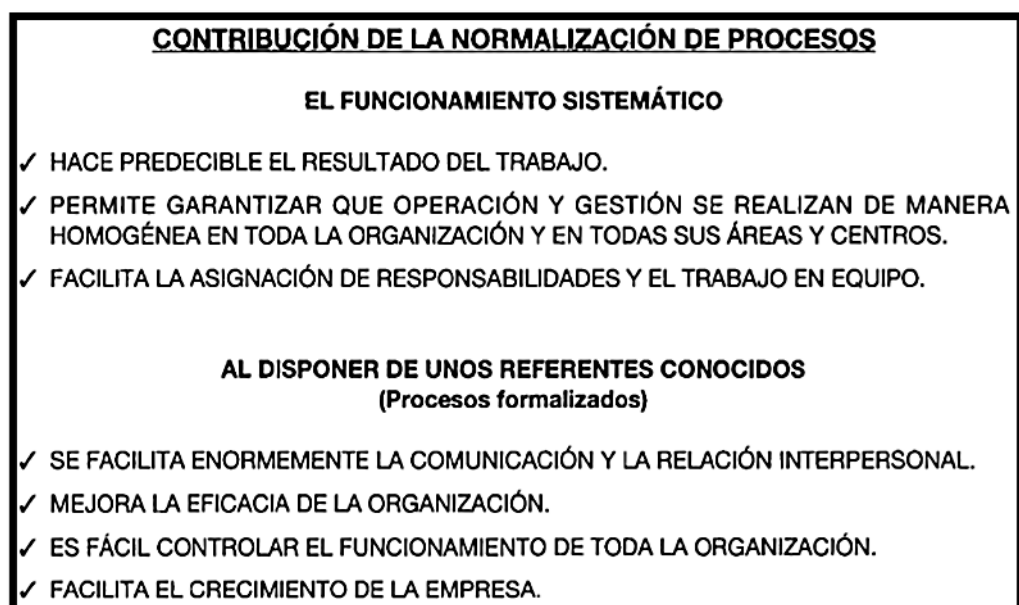 CONTRIBUCIÓN DE LA NORMALIZACIÓN DE PROCESOS
EL FUNCIONAMIENTO SISTEMÁTICO
✓ HACE PREDECIBLE EL RESULTADO DEL TRABAJO.
✓ PERMITE GARANTIZAR QUE OPERACIÓN Y GESTIÓN SE REALIZAN DE MANERA
HOMOGÉNEA EN TODA LA ORGANIZACIÓN Y EN TODAS SUS ÁREAS Y CENTROS.
✓ FACILITA LA ASIGNACIÓN DE RESPONSABILIDADES Y EL TRABAJO EN EQUIPO.
AL DISPONER DE UNOS REFERENTES CONOCIDOS
(Procesos formalizados)
✓ SE FACILITA ENORMEMENTE LA COMUNICACIÓN Y LA RELACIÓN INTERPERSONAL.
✓ MEJORA LA EFICACIA DE LA ORGANIZACIÓN.
✓ ES FÁCIL CONTROLAR EL FUNCIONAMIENTO DE TODA LA ORGANIZACIÓN.
✓ FACILITA EL CRECIMIENTO DE LA EMPRESA.